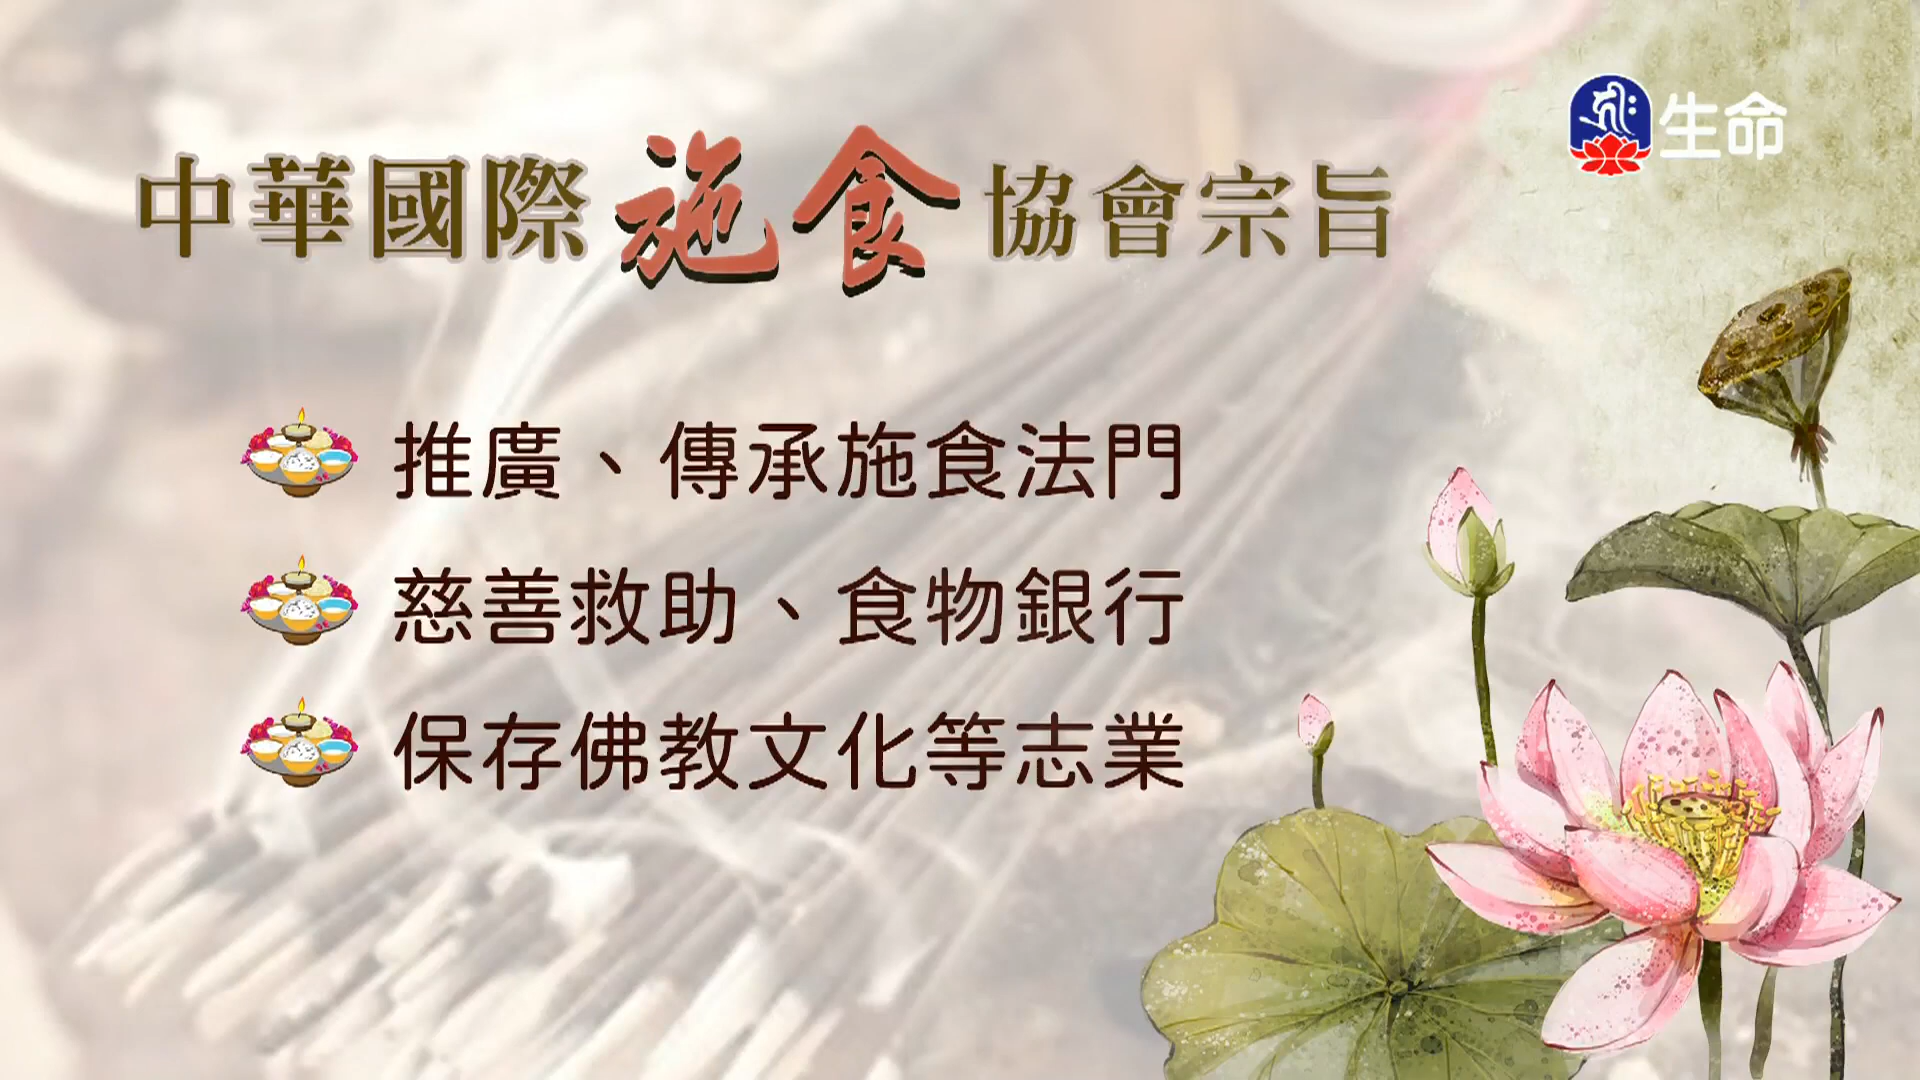 生命
中華國際施食協會宗旨
推廣、傳承施食法門
慈善救助、食物銀行
保存佛教文化等志業